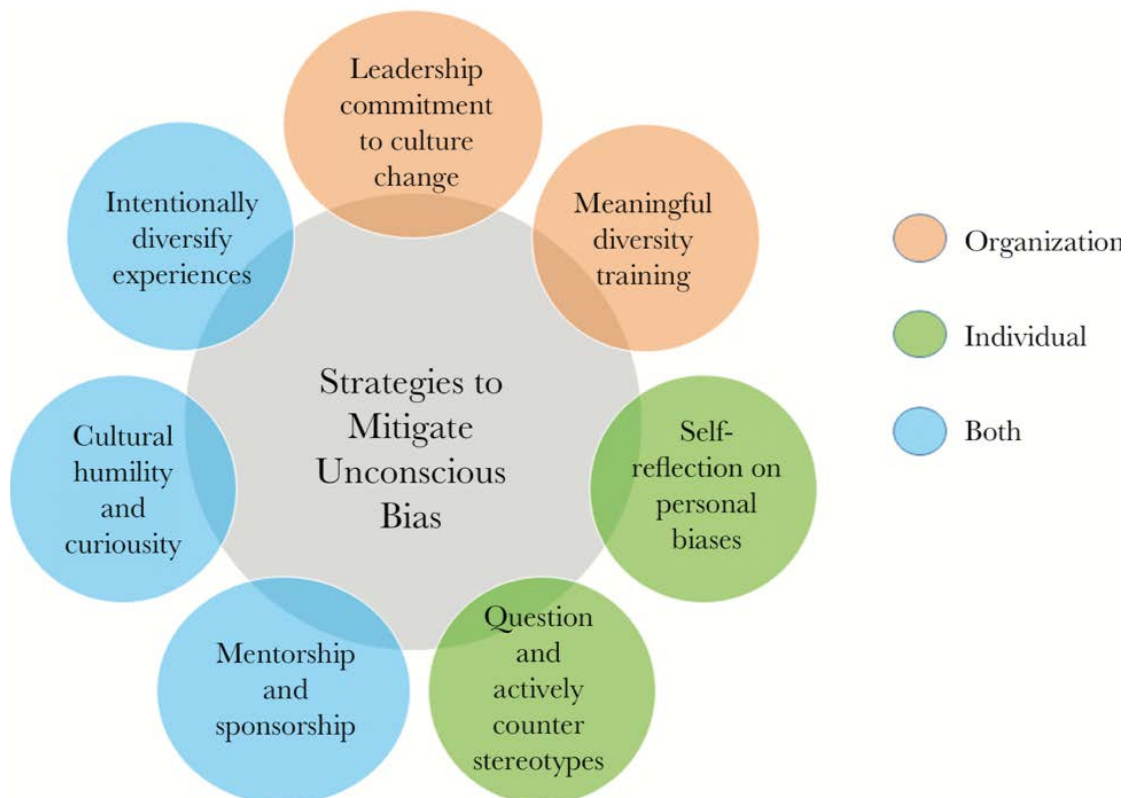 Leadership
commitment
to culture
change
Meaningful
diversity
training
Self-
reflection on
personal
biases
Question
and
actively
counter
stereotypes
Mentorship
and
sponsorship
Cultural
humility
and
curiousity
Intentionally
diversify
experiences
Strategies to
Mitigate
Unconscious
Bias
Organization
Individual
Both